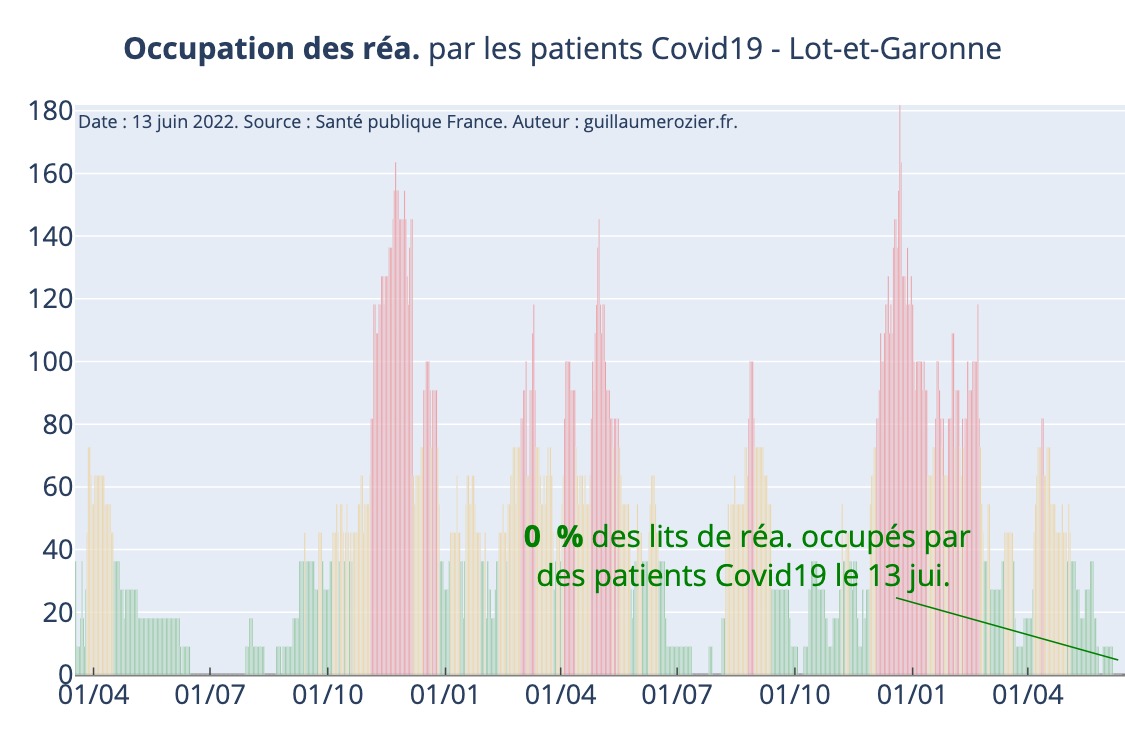 Occupation des réa. par les patients Covid19 - Lot-et-Garonne
180
Date : 13 juin 2022. Source : Santé publique France. Auteur : guillaumerozier.fr.
160
140
120
100
80
60
0 % des lits de réa. occupés par
40
des patients Covid19 le 13 jui.
20
0
01/04 01/07 01/10 01/01 01/04 01/07 01/10 01/01 01/04